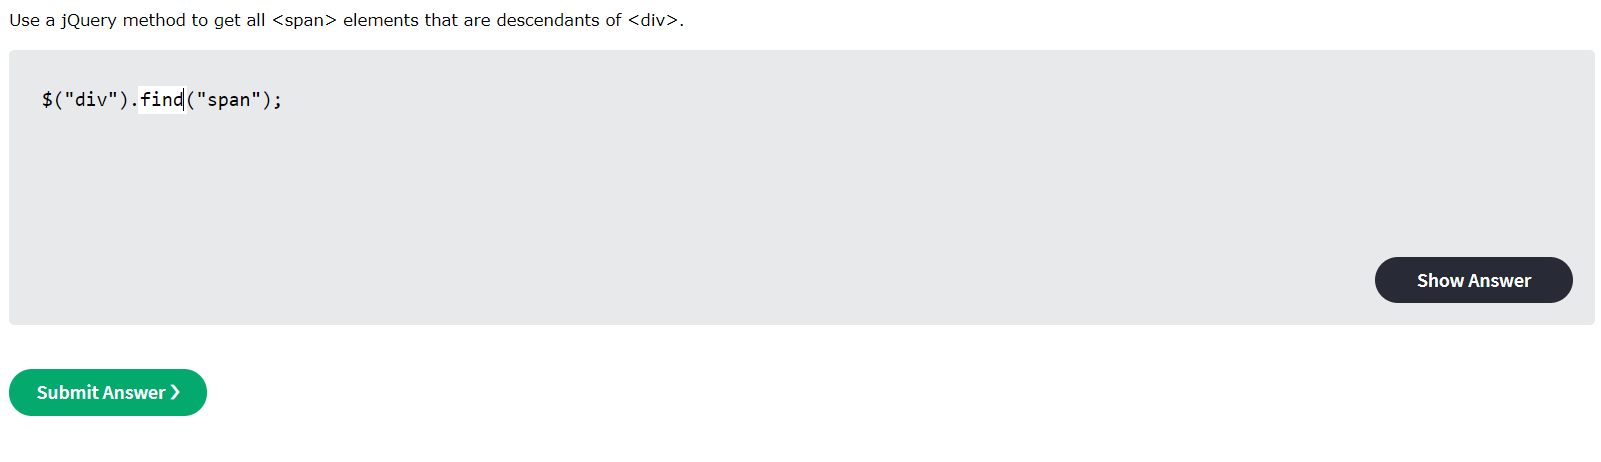 Use a jQuery method to get all <span> elements that are descendants of <div>.
$("div").find("span");
Show Answer
Submit Answer ❯